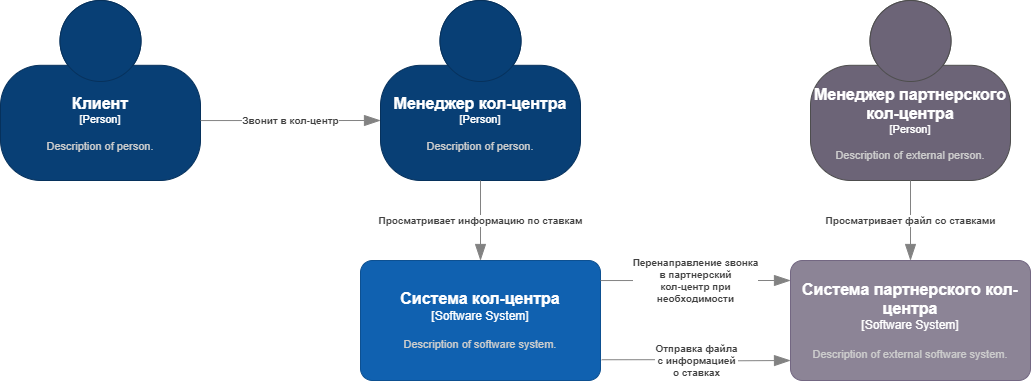 Клиент
[Person]
Description of person.
Звонит в кол-центр
Менеджер кол-центра
[Person]
Description of person.
Менеджер партнерского
кол-центра
[Person]
Description of external person.
Просматривает информацию по ставкам
Просматривает файл со ставками
Система кол-центра
[Software System]
Description of software system.
Перенаправление звонка
в партнерский
кол-центр при
необходимости
Отправка файла
с информацией
о ставках
Система партнерского кол-
центра
[Software System]
Description of external software system.